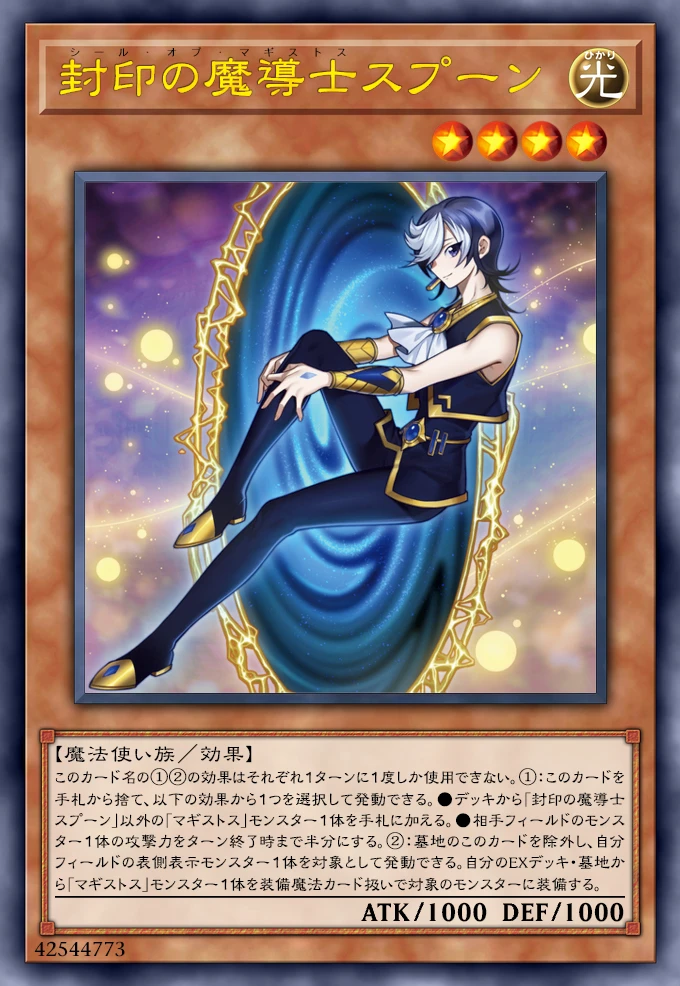 シール・オブ・マギストス
封印の魔導士スプーン
ひかり
光
【魔法使い族／効果】
このカード名の①②の効果はそれぞれ1ターンに1度しか使用できない。①：このカードを
手札から捨て、以下の効果から1つを選択して発動できる。●デッキから「封印の魔導士
スプーン」以外の「マギストス」モンスター1体を手札に加える。●相手フィールドのモンス
ター1体の攻撃力をターン終了時まで半分にする。②：墓地のこのカードを除外し、自分
フィールドの表側表示モンスター1体を対象として発動できる。自分のEXデッキ・墓地か
ら「マギストス」モンスター1体を装備魔法カード扱いで対象のモンスターに装備する。
ATK/1000 DEF/1000
42544773